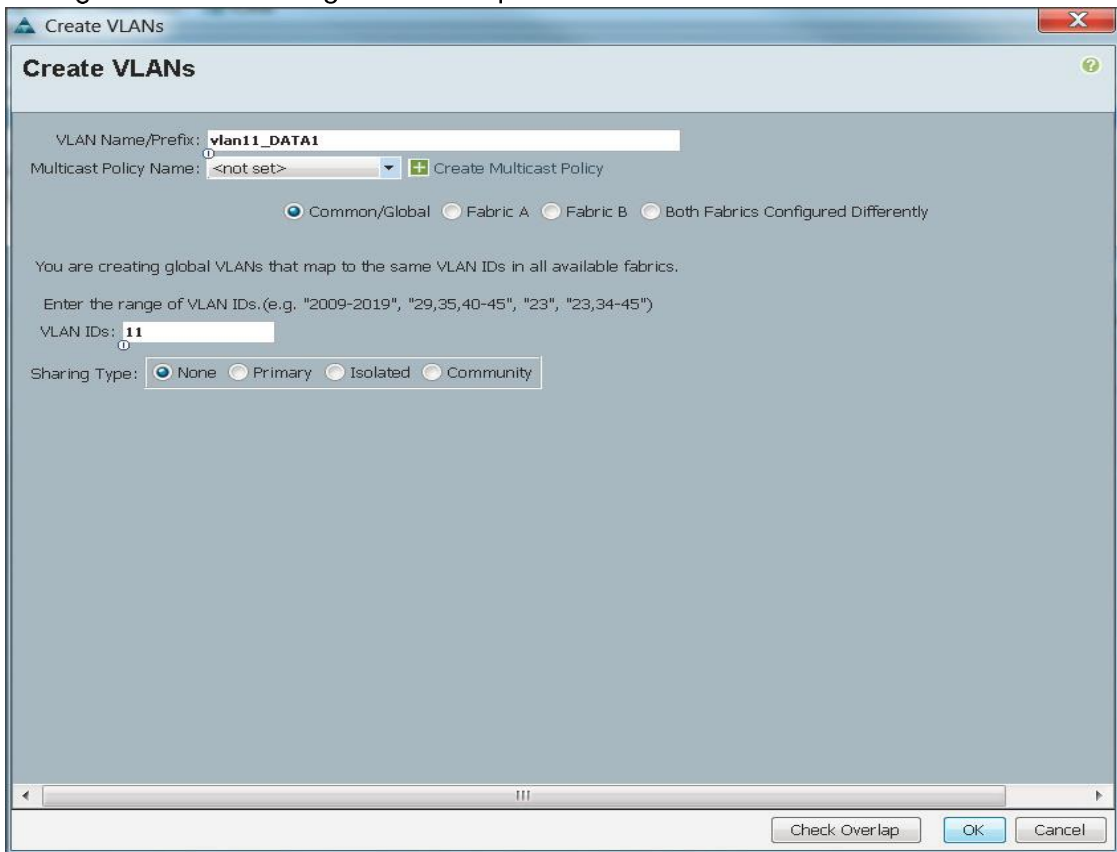 Create VLANs
Create VLANs
VLAN Name/Prefix: vlan11_DATA1
Multicast Policy Name: <not set> Create Multicast Policy
Common/Global Fabric A Fabric B Both Fabrics Configured Differently
You are creating global VLANs that map to the same VLAN IDs in all available fabrics.
Enter the range of VLAN IDs.(e.g. "2009-2019", "29,35,40-45", "23", "23,34-45")
VLAN IDs: 11
Sharing Type: None Primary Isolated Community
Check Overlap OK Cancel